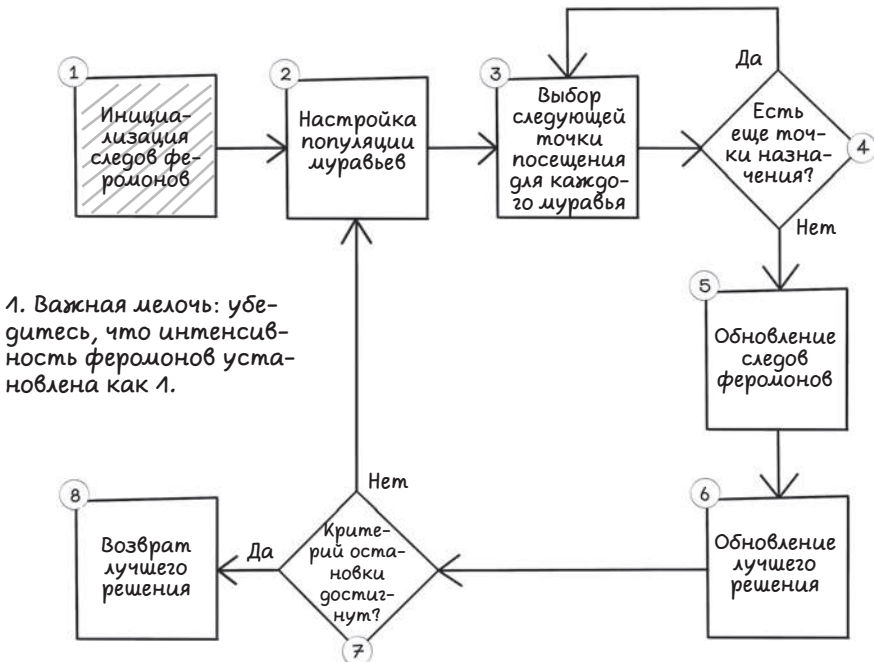 1
Инициа-
лизация
следов фе-
ромонов
2
Настройка
популяции
муравьев
3
Выбор
следующей
точки
посещения
для каждо-
го муравья
Да
Есть
еще точ-
ки назна-
чения?
4
Нет
5
Обновление
следов
феромонов
1. Важная мелочь: убе-
дитесь, что интенсив-
ность феромонов уста-
новлена как 1.
6
Обновление
лучшего
решения
Нет
Крите-
рий оста-
новки
достиг-
нут?
7
Да
8
Возврат
лучшего
решения